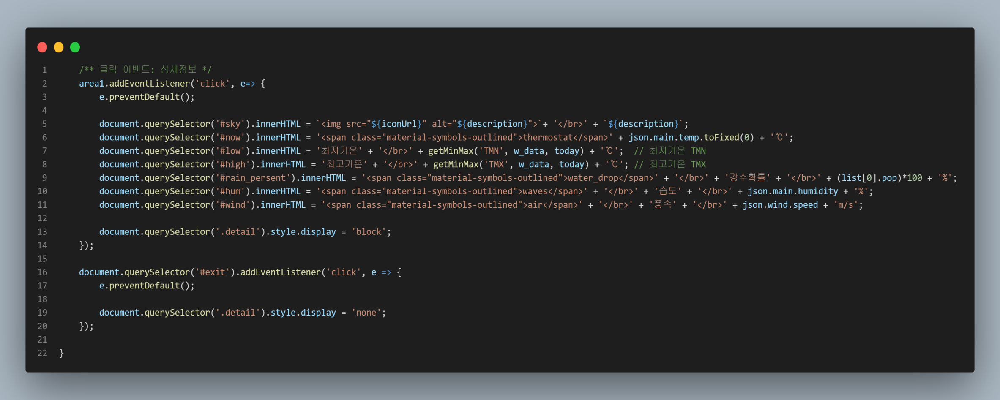 1 /** 클릭 이벤트: 상세정보 */
2 area1.addEventListener('click', e=> {
3 e.preventDefault();
4
5 document.querySelector('#sky').innerHTML = `<img src="${iconUrl}" alt="${description}">`+ '</br>' + `${description}`;
6 document.querySelector('#now').innerHTML = '<span class="material-symbols-outlined">thermostat</span>' + json.main.temp.toFixed(0) + '℃';
7 document.querySelector('#low').innerHTML = '최저기온' + '</br>' + getMinMax('TMN', w_data, today) + '℃';  // 최저기온 TMN
8 document.querySelector('#high').innerHTML = '최고기온' + '</br>' + getMinMax('TMX', w_data, today) + '℃'; // 최고기온 TMX
9 document.querySelector('#rain_persent').innerHTML = '<span class="material-symbols-outlined">water_drop</span>' + '</br>' + '강수확률' + '</br>' + (list[0].pop)*100 + '%';
10 document.querySelector('#hum').innerHTML = '<span class="material-symbols-outlined">waves</span>' + '</br>' + '습도' + '</br>' + json.main.humidity + '%';
11 document.querySelector('#wind').innerHTML = '<span class="material-symbols-outlined">air</span>' + '</br>' + '풍속' + '</br>' + json.wind.speed + 'm/s';
12
13 document.querySelector('.detail').style.display = 'block';
14 });
15
16 document.querySelector('#exit').addEventListener('click', e => {
17 e.preventDefault();
18
19 document.querySelector('.detail').style.display = 'none';
20 });
21
22 }